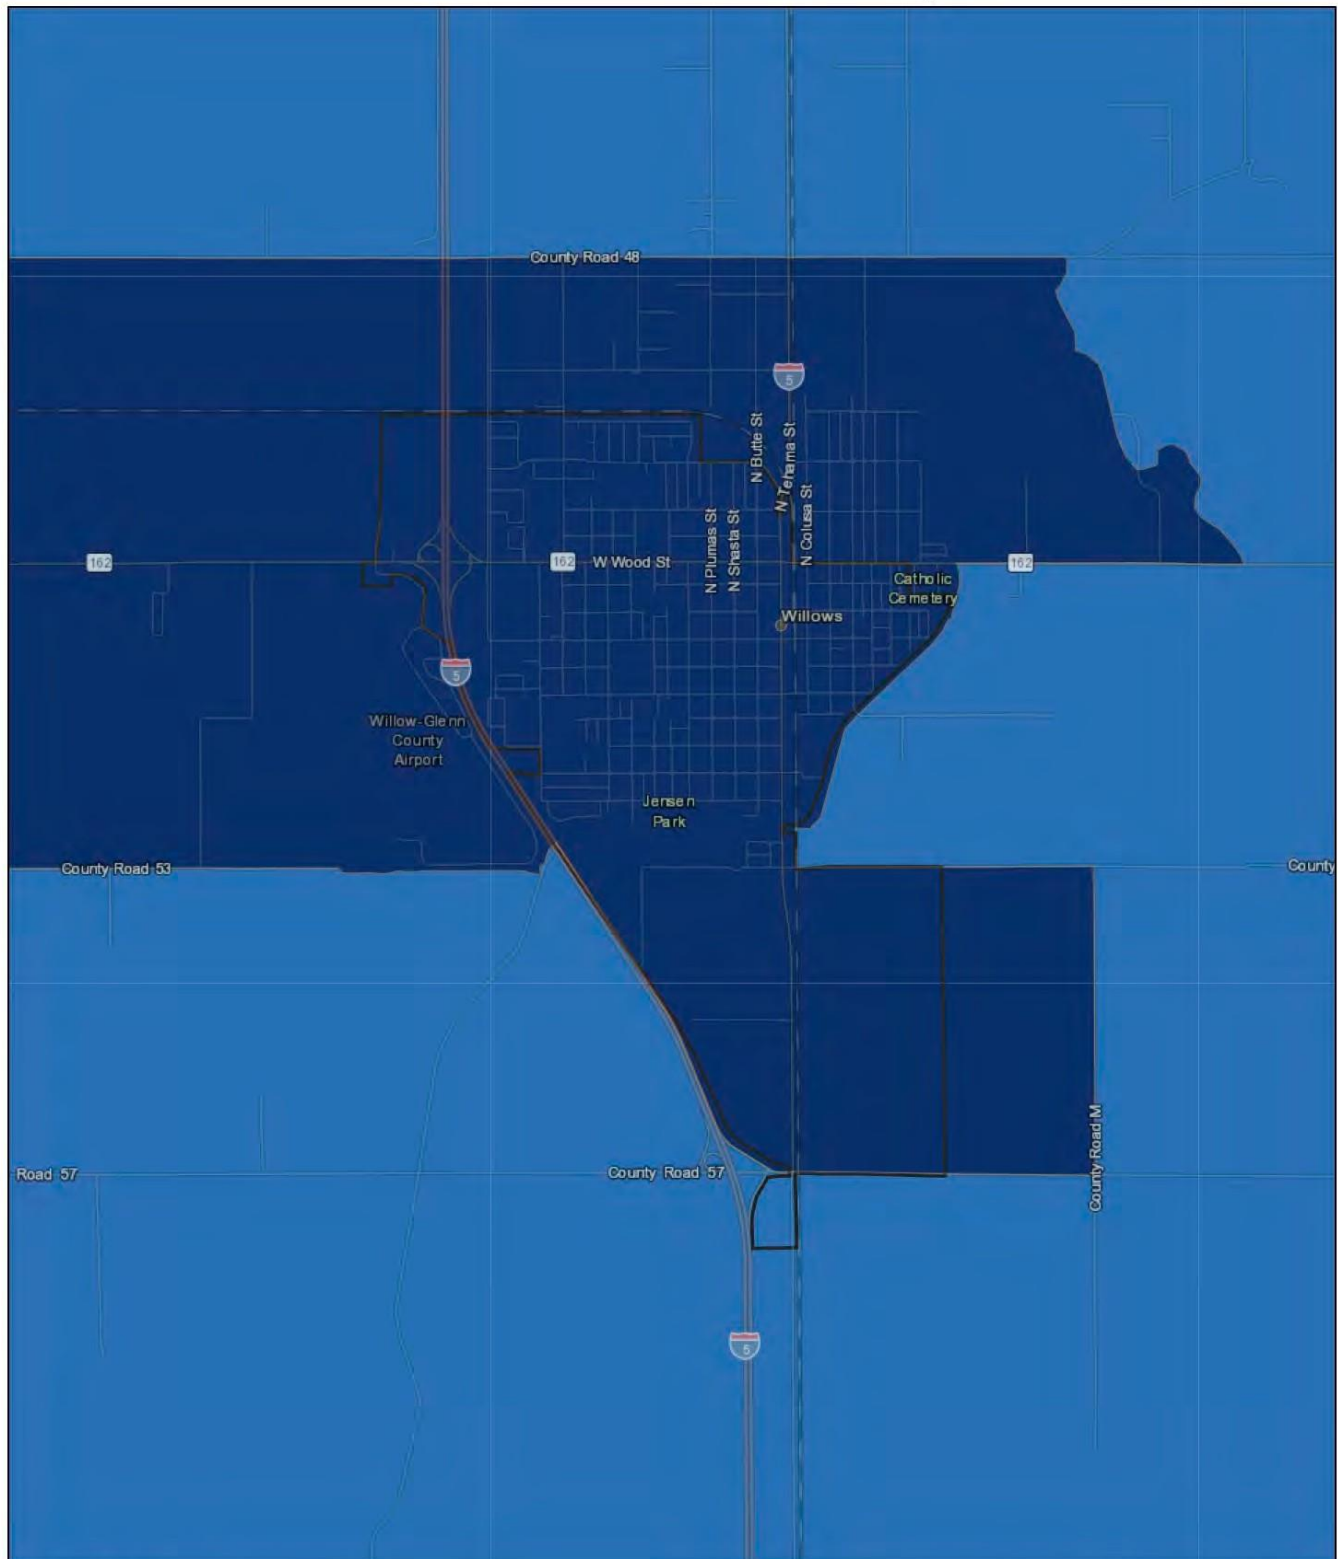 County Road 48
5
N Butte St
N Tehama St
N Colusa St
N Plumas St
N Shasta St
162
162
W Wood St
162
Catholic
Cemetery
Willows
5
Willow-Glenn
County
Airport
Jensen
Park
County Road 53
County
County Road M
Road 57
County Road 57
5